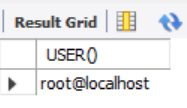 Result Grid
USER()
root@localhost